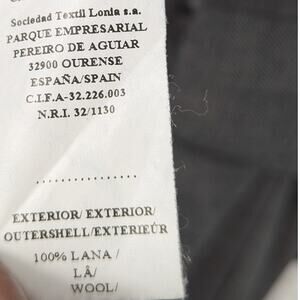 Sociedad Textil Lonia s.a.
PARQUE EMPRESARIAL
PEREIRO DE AGUIAR
32900 OURENSE
ESPAÑA/SPAIN
C.I.F.A-32.226.003
N.R.I. 32/1130
...............
EXTERIOR/ EXTERIOR/
OUTERSHELL/EXTERIEUR
100% LANA /
LÃ/
WOOL/